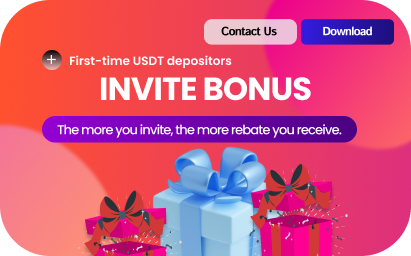 Contact Us
Download
First-time USDT depositors
INVITE BONUS
The more you invite, the more rebate you receive.